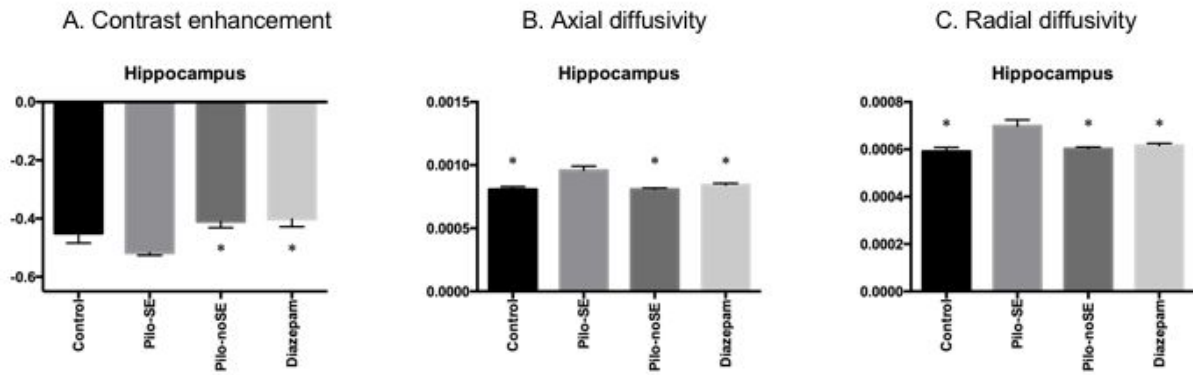 A. Contrast enhancement
Hippocampus
0.0
-0.2
-0.4
-0.6
*
*
Control
Pilo-SE
Pilo-noSE
Diazepam
B. Axial diffusivity
Hippocampus
0.0015
0.0010
0.0005
0.0000
*
*
*
Control
Pilo-SE
Pilo-noSE
Diazepam
C. Radial diffusivity
Hippocampus
0.0008
0.0006
0.0004
0.0002
0.0000
*
*
*
Control
Pilo-SE
Pilo-noSE
Diazepam